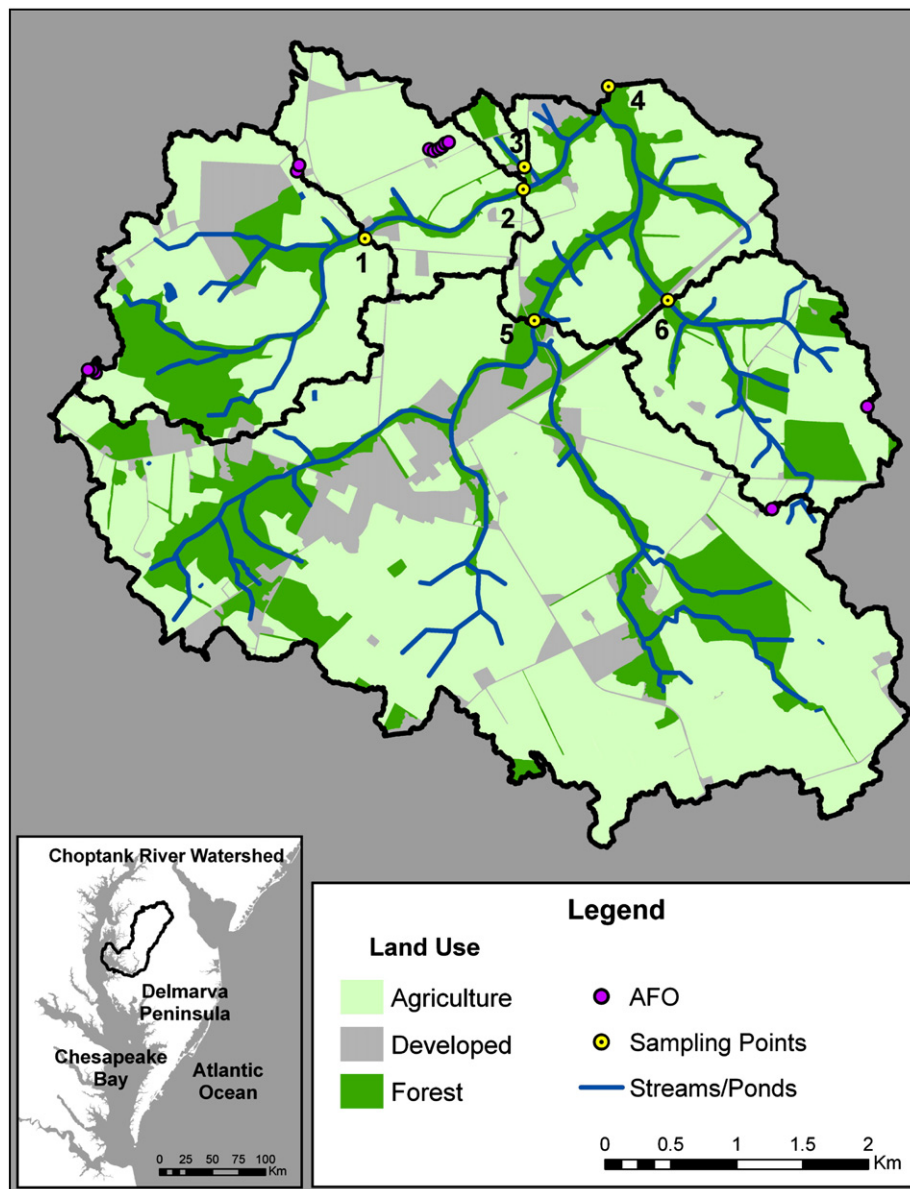 4
3
2
1
5
6
Choptank River Watershed
Delmarva
Peninsula
Chesapeake
Bay
Atlantic
Ocean
0 25 50 75 100
Km
Legend
Land Use
Agriculture
Developed
Forest
AFO
Sampling Points
Streams/Ponds
0 0.5 1 1.5 2
Km